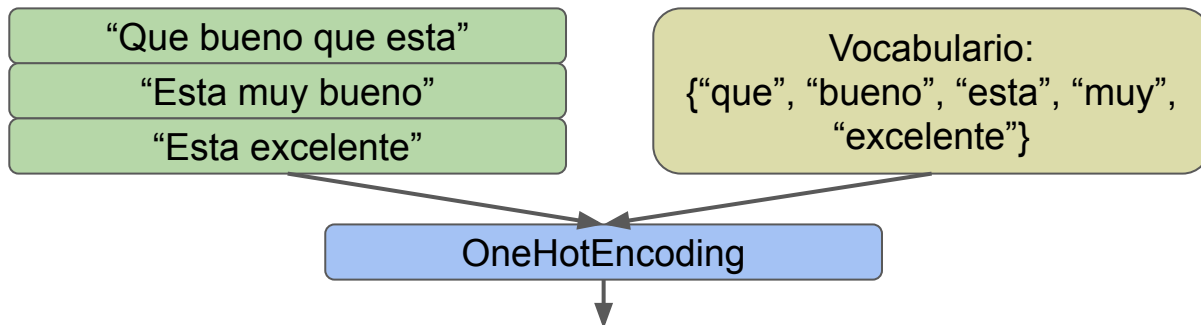 “Que bueno que esta”
“Esta muy bueno”
“Esta excelente”
Vocabulario:
{“que”, “bueno”, “esta”, “muy”,
“excelente”}
OneHotEncoding